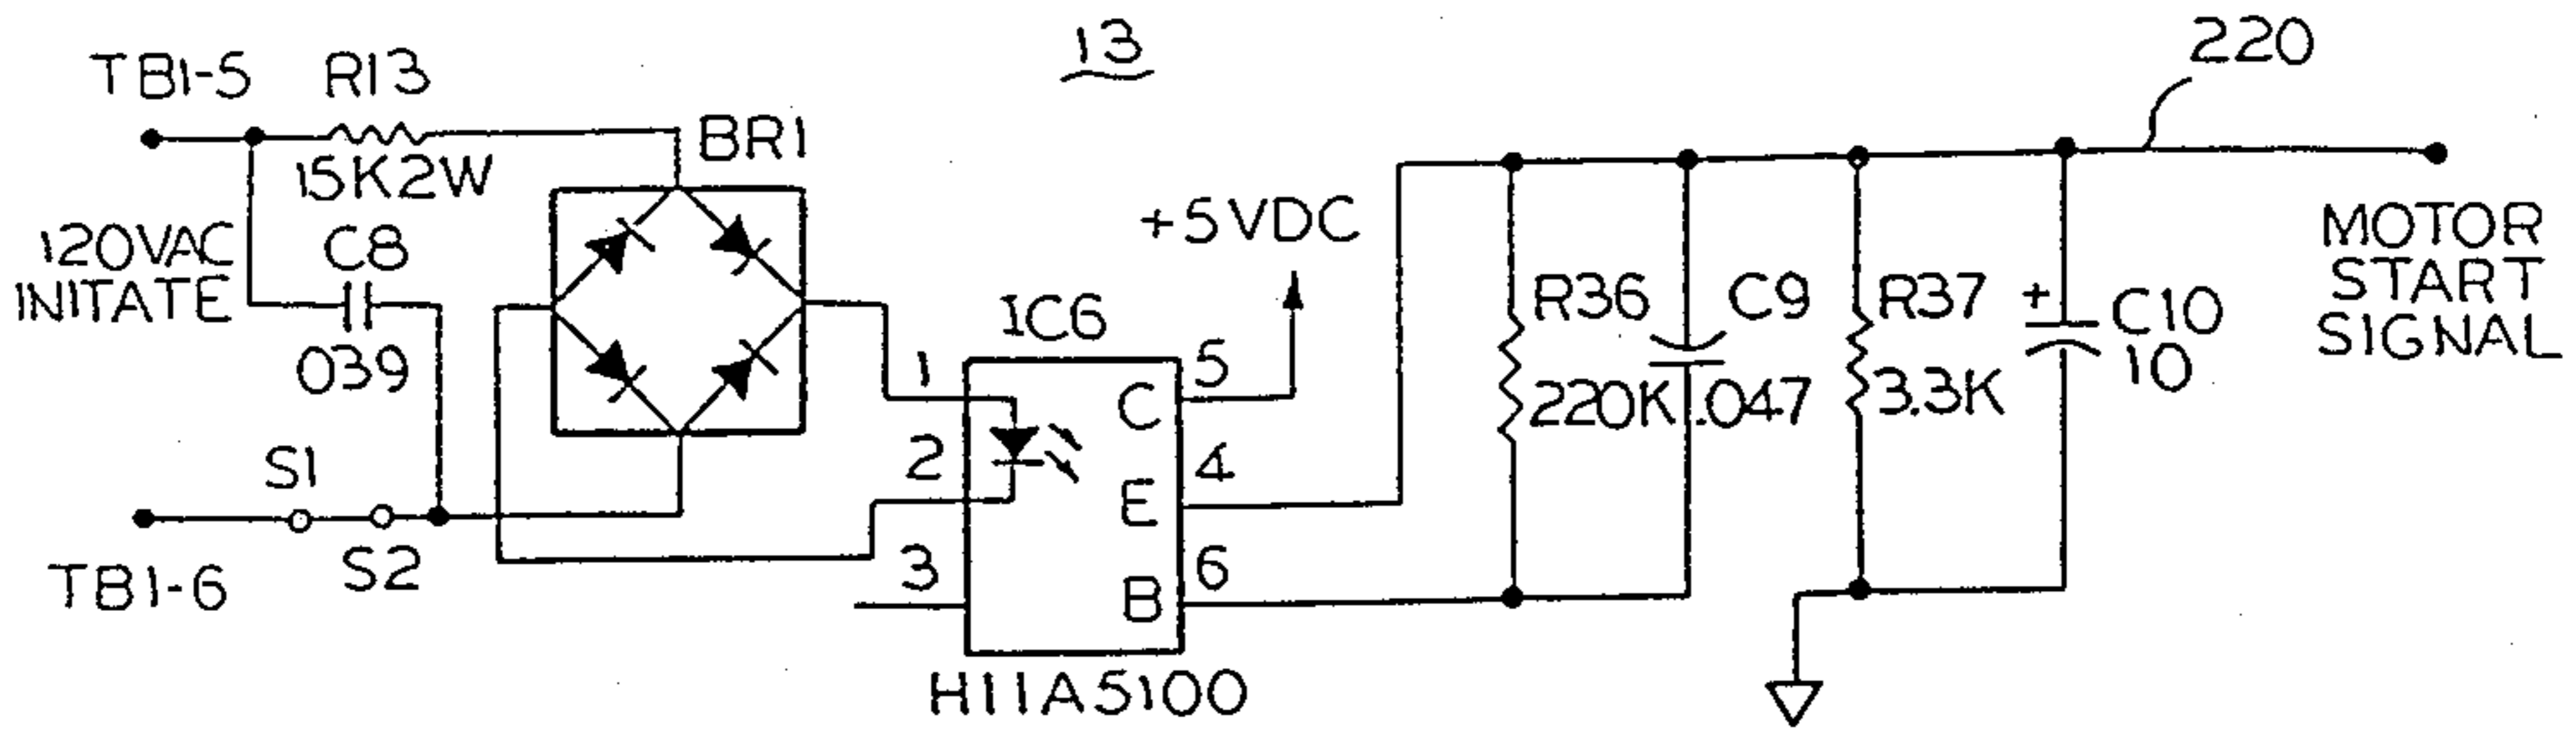 13
220
TB1-5
R13
15K2W
BR1
120VAC
INITATE
C8
039
S1
S2
TB1-6
+5VDC
IC6
1
2
3
5
4
6
C
E
B
H11A5100
R36
220K
C9
.047
R37
3.3K
+
C10
10
MOTOR
START
SIGNAL